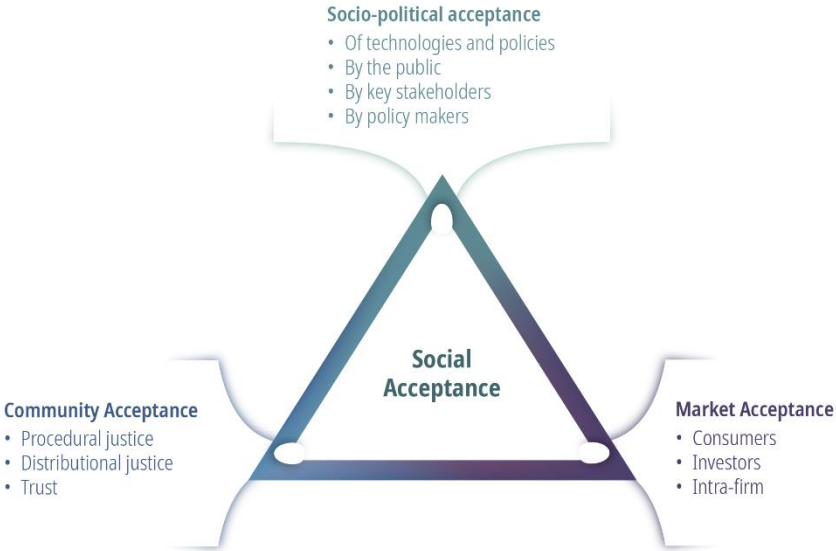 Socio-political acceptance
• Of technologies and policies
• By the public
• By key stakeholders
• By policy makers
Social
Acceptance
Community Acceptance
• Procedural justice
• Distributional justice
• Trust
Market Acceptance
• Consumers
• Investors
• Intra-firm